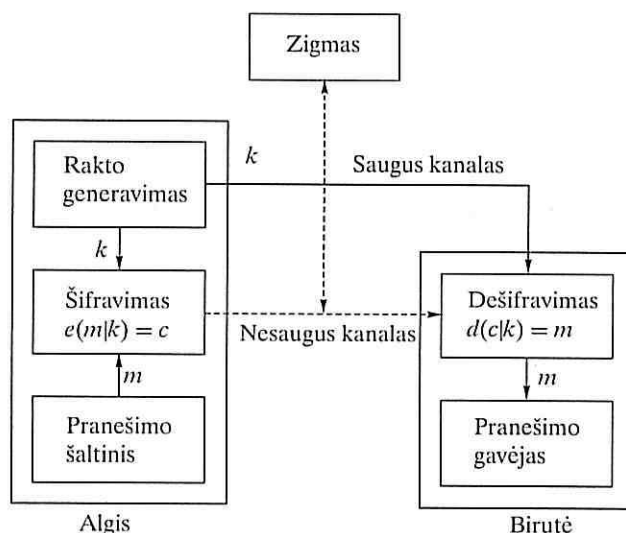 Zigmas
Rakto
generavimas
k
Saugus kanalas
k
Šifravimas
e(m|k) = c
Nesaugus kanalas
Dešifravimas
d(c|k) = m
m
m
Pranešimo
šaltinis
Pranešimo
gavėjas
Algis
Birutė